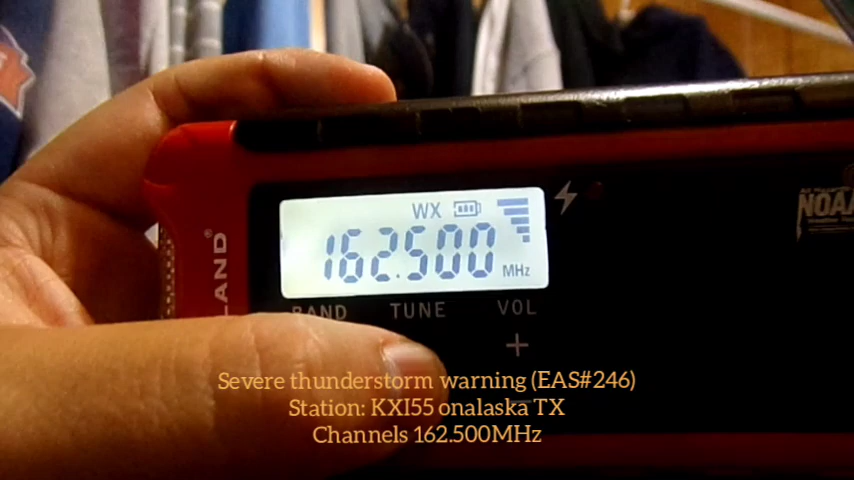 WX
162.500 MHz
BAND TUNE VOL
+
LAND®
NOAA
Severe thunderstorm warning (EAS#246)
Station: KXI55 onalaska TX
Channels 162.500MHz